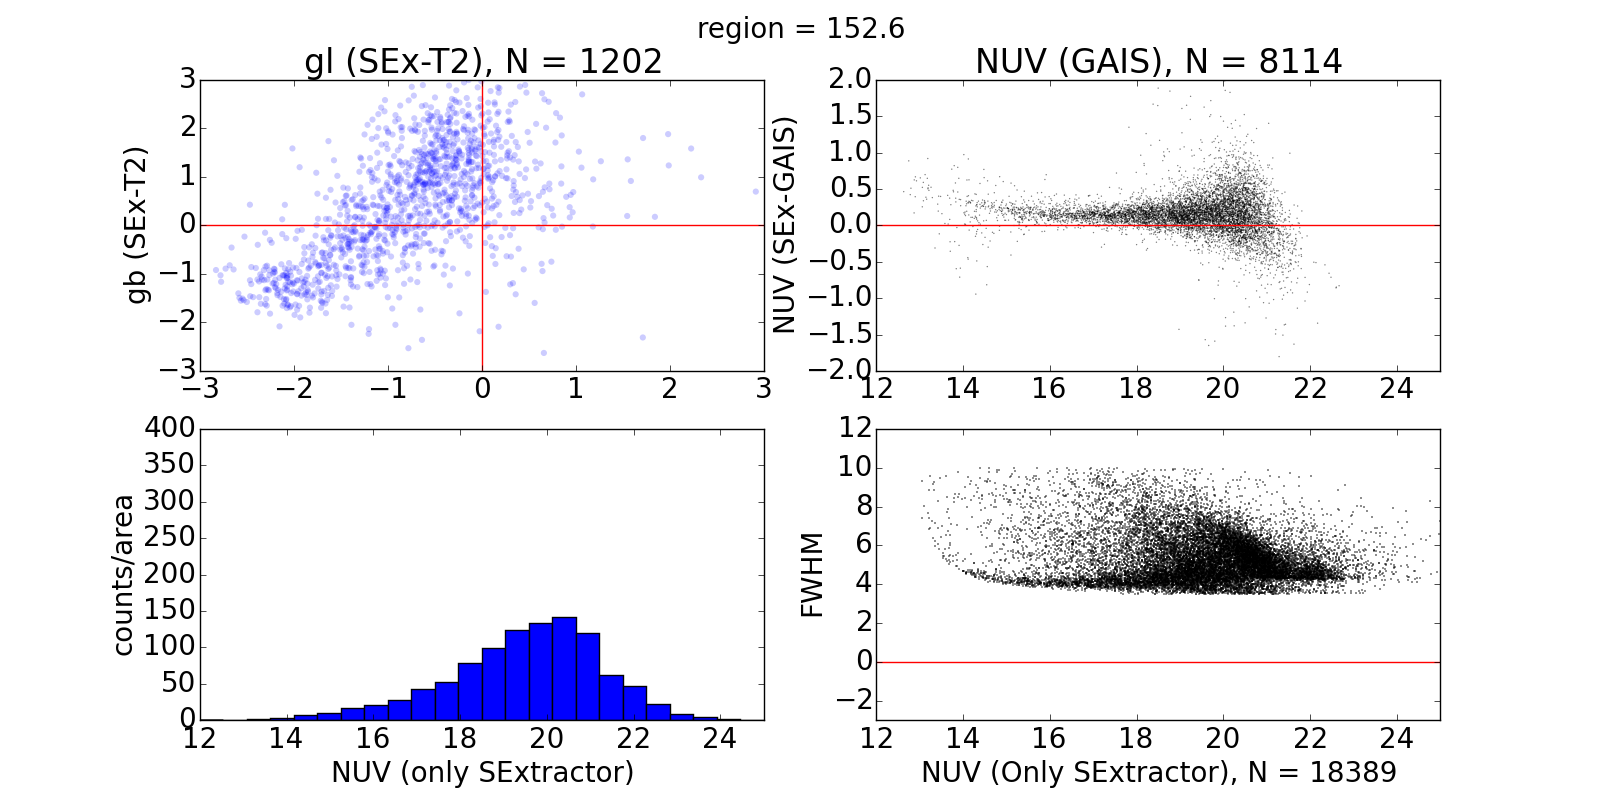 region = 152.6
gl (SEx-T2), N = 1202
NUV (GAIS), N = 8114
gb (SEx-T2)
3
2
1
0
−1
−2
−3
−3 −2 −1 0 1 2 3
NUV (SEx-GAIS)
2.0
1.5
1.0
0.5
0.0
−0.5
−1.0
−1.5
−2.0
12 14 16 18 20 22 24
counts/area
400
350
300
250
200
150
100
50
0
12 14 16 18 20 22 24
NUV (only SExtractor)
FWHM
12
10
8
6
4
2
0
−2
12 14 16 18 20 22 24
NUV (Only SExtractor), N = 18389